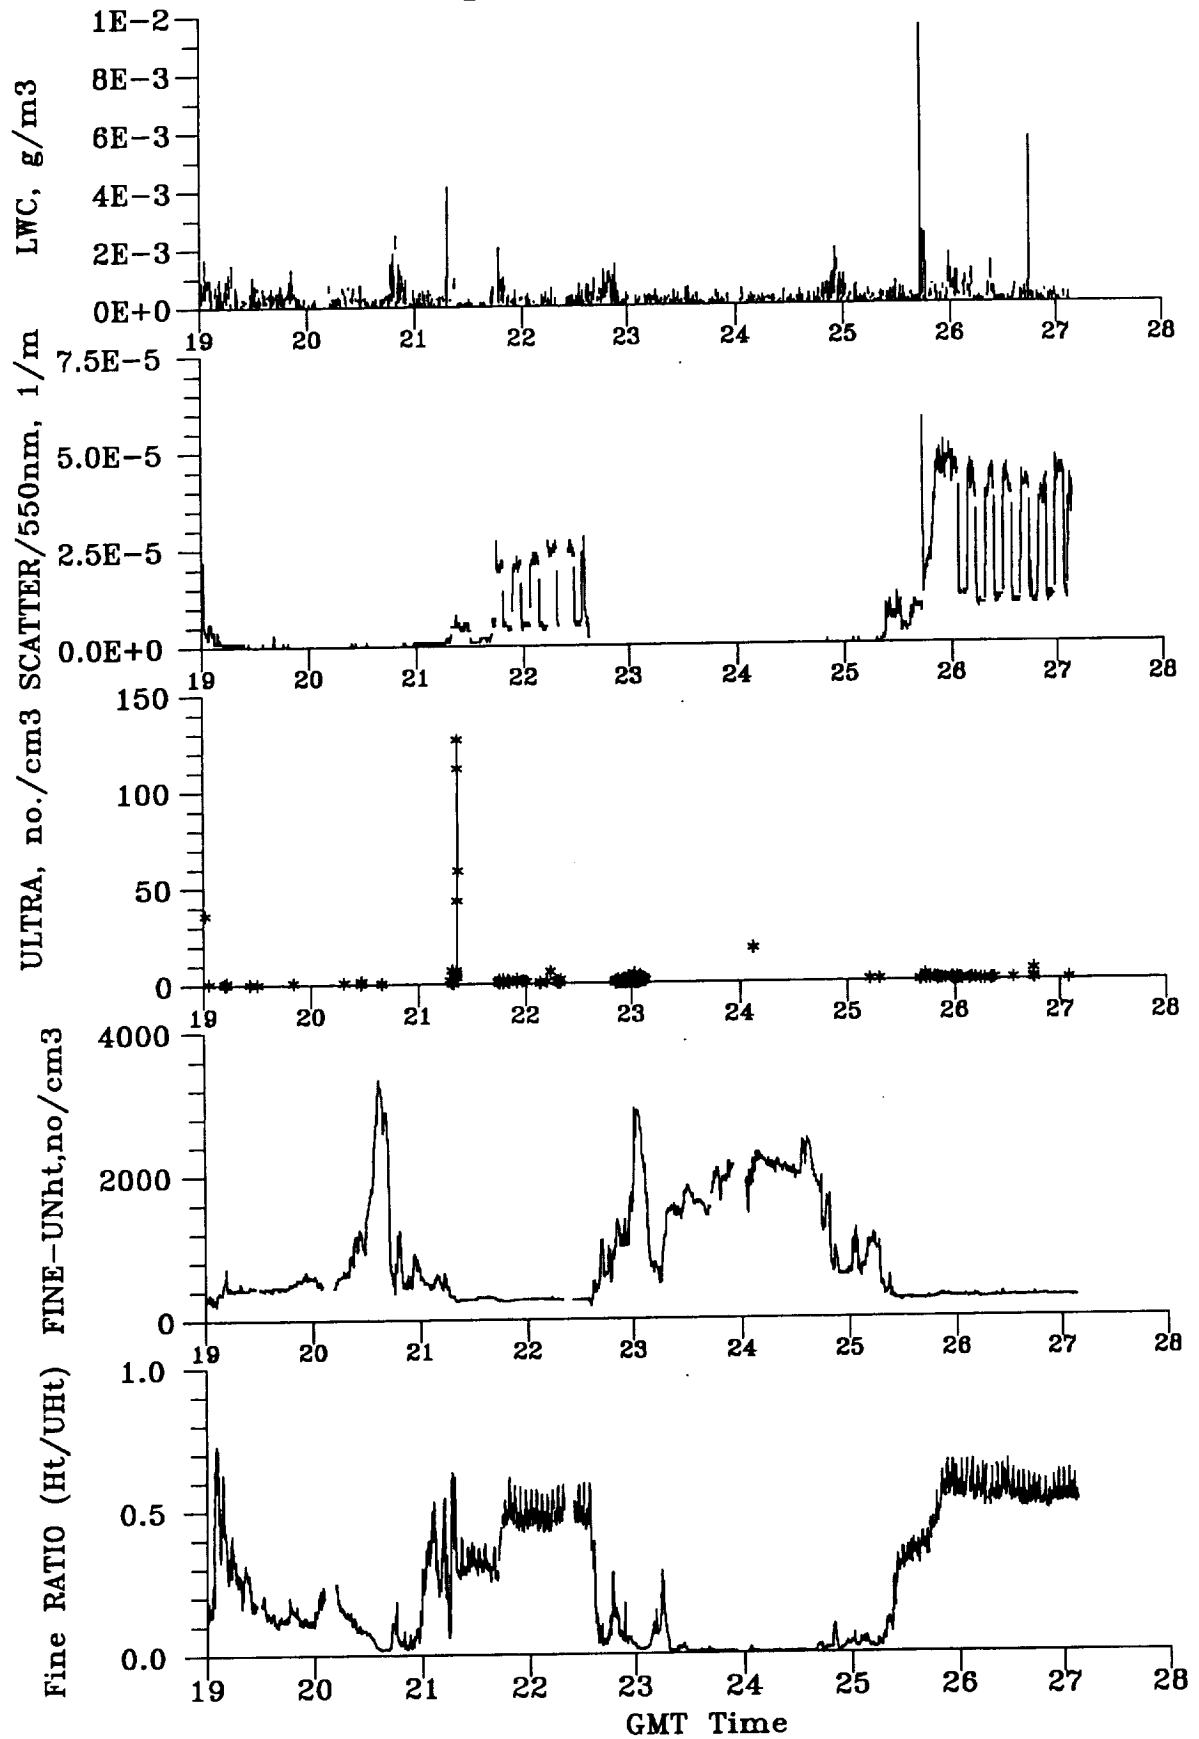 LWC, g/m3
1E-2
8E-3
6E-3
4E-3
2E-3
0E+0
19 20 21 22 23 24 25 26 27 28
SCATTER/550nm, 1/m
7.5E-5
5.0E-5
2.5E-5
0.0E+0
19 20 21 22 23 24 25 26 27 28
ULTRA, no./cm3
150
100
50
0
19 20 21 22 23 24 25 26 27 28
FINE-UNht,no/cm3
4000
2000
0
19 20 21 22 23 24 25 26 27 28
Fine RATIO (Ht/UHt)
1.0
0.5
0.0
19 20 21 22 23 24 25 26 27 28
GMT Time